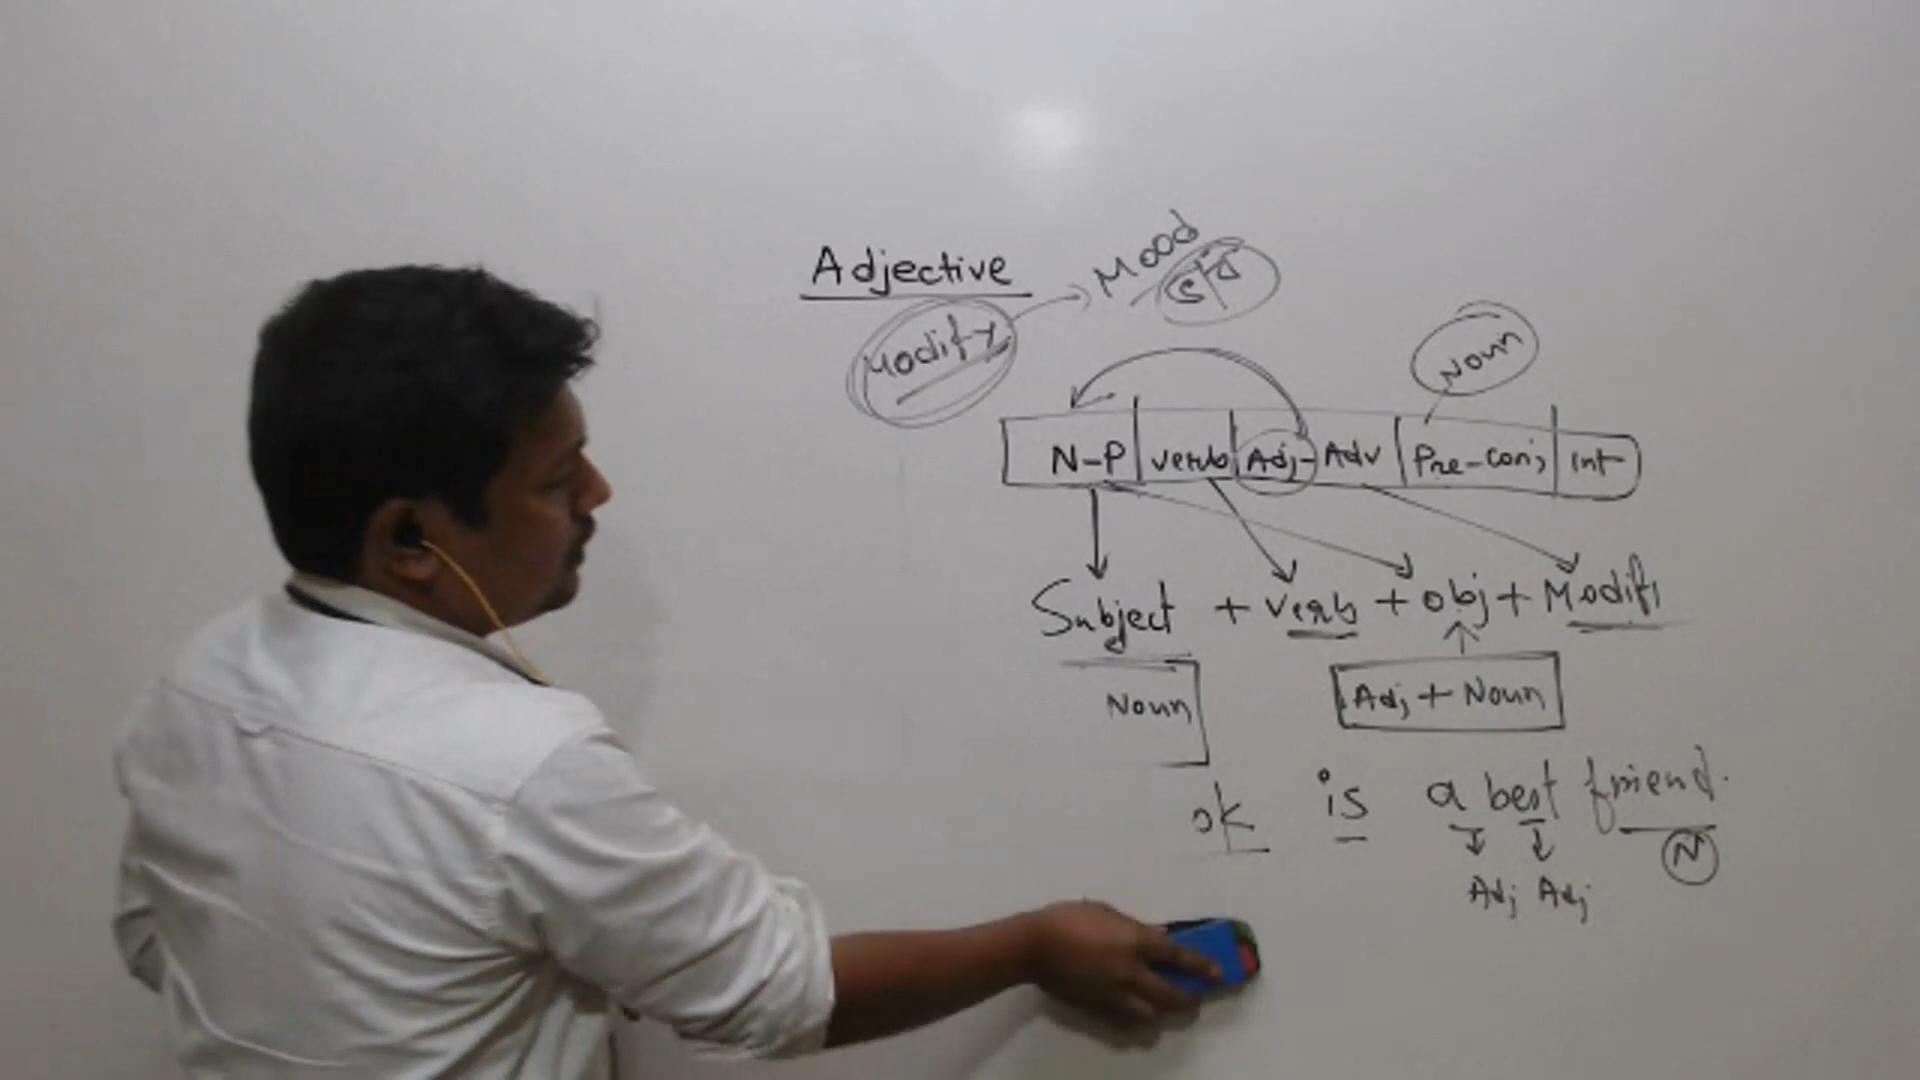 Adjective
Mood
S/d
Modify
Noun
N-P verb Adj- Adv Pre-conj Int
Subject + Verb + obj + Modifi
Noun
Adj + Noun
ok is a best friend.
N
Adj Adj